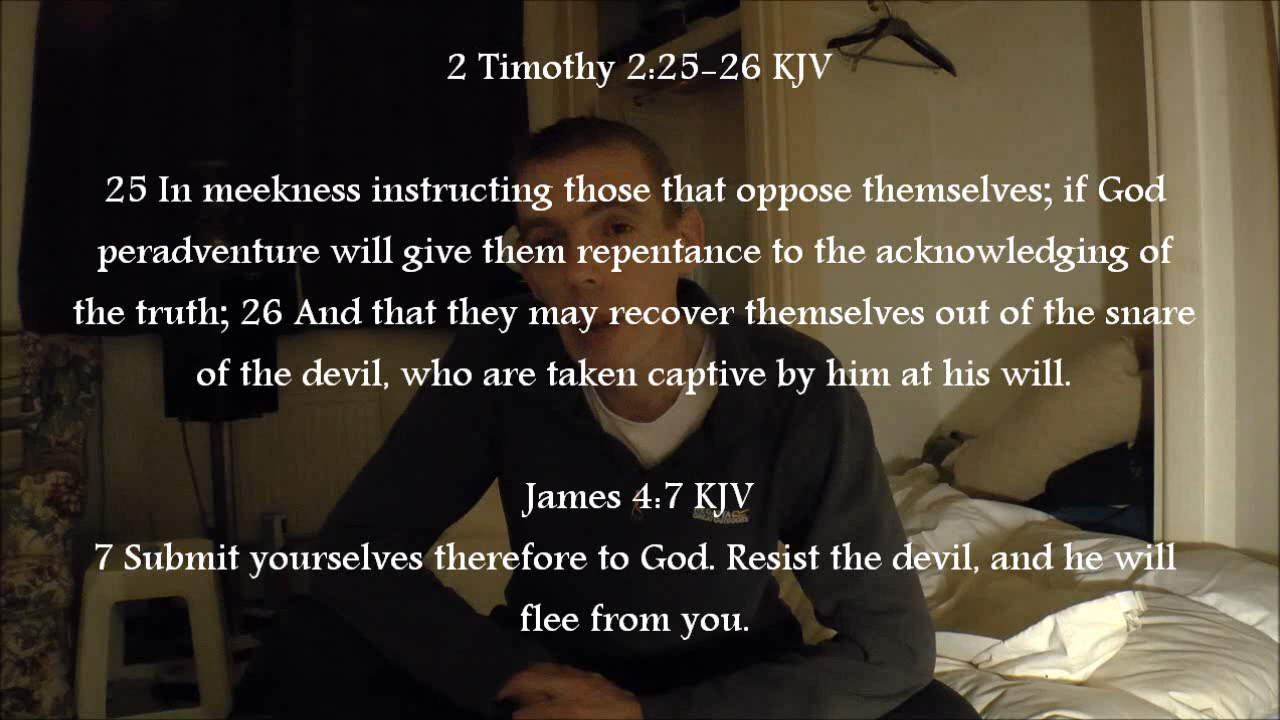 2 Timothy 2:25-26 KJV
25 In meekness instructing those that oppose themselves; if God
peradventure will give them repentance to the acknowledging of
the truth; 26 And that they may recover themselves out of the snare
of the devil, who are taken captive by him at his will.
James 4:7 KJV
7 Submit yourselves therefore to God. Resist the devil, and he will
flee from you.